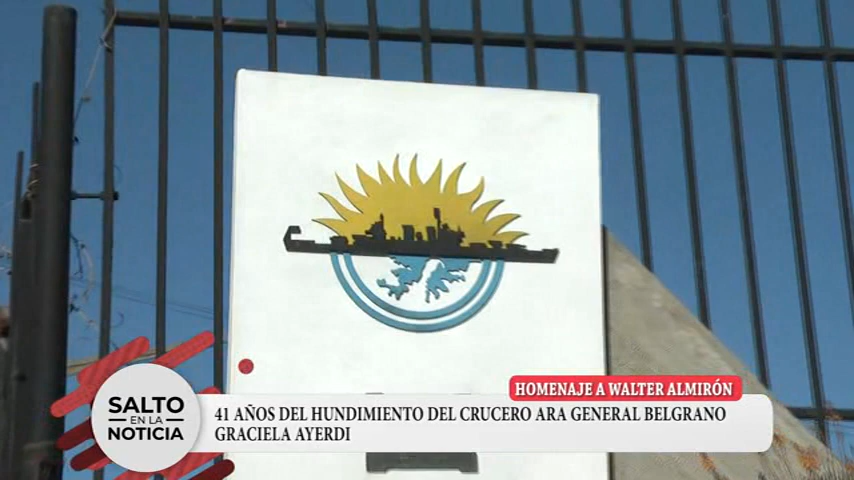 HOMENAJE A WALTER ALMIRÓN
SALTO
EN LA
NOTICIA
41 AÑOS DEL HUNDIMIENTO DEL CRUCERO ARA GENERAL BELGRANO
GRACIELA AYERDI